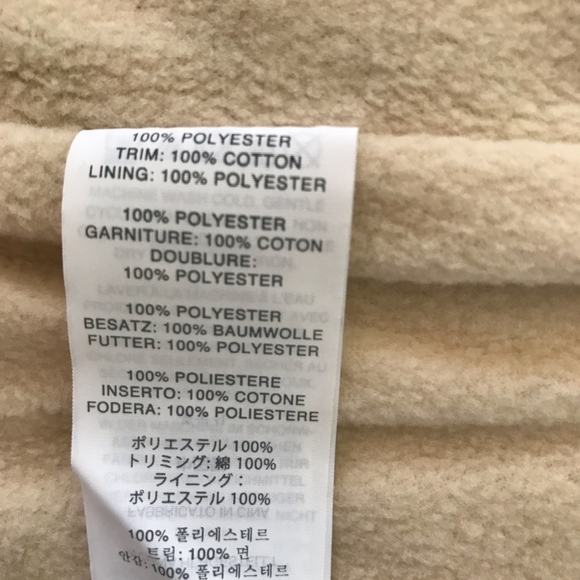 100% POLYESTER
TRIM: 100% COTTON
LINING: 100% POLYESTER
100% POLYESTER
GARNITURE: 100% COTON
DOUBLURE:
100% POLYESTER
100% POLYESTER
BESATZ: 100% BAUMWOLLE
FUTTER: 100% POLYESTER
100% POLIESTERE
INSERTO: 100% COTONE
FODERA: 100% POLIESTERE
ポリエステル 100%
トリミング: 綿 100%
ライニング:
ポリエステル 100%
100% 폴리에스테르
트림: 100% 면
안감: 100% 폴리에스테르